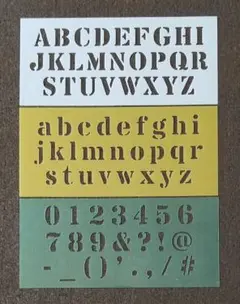 ABCDEFGHI
JKLMNOPQR
STUVWXYZ
abcdefghi
jklmnopqr
stuvwxyz
0123456
789&?!@
-_()'.,/#